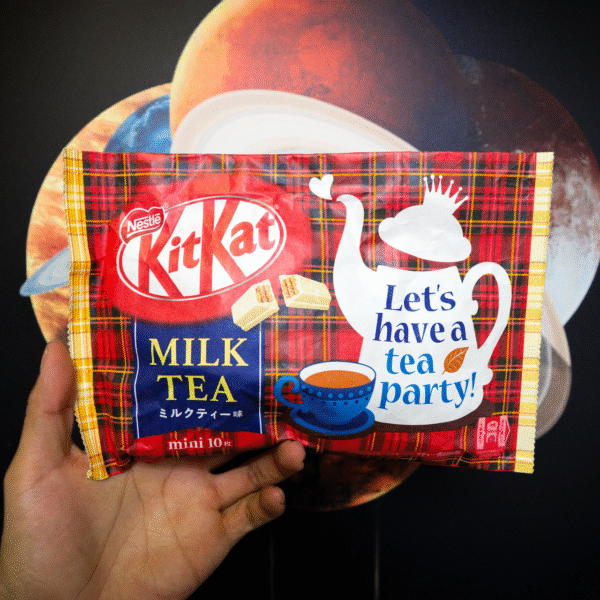 Nestlé
KitKat
MILK
TEA
ミルクティー味
mini 10枚
Let's
have a
tea
party!